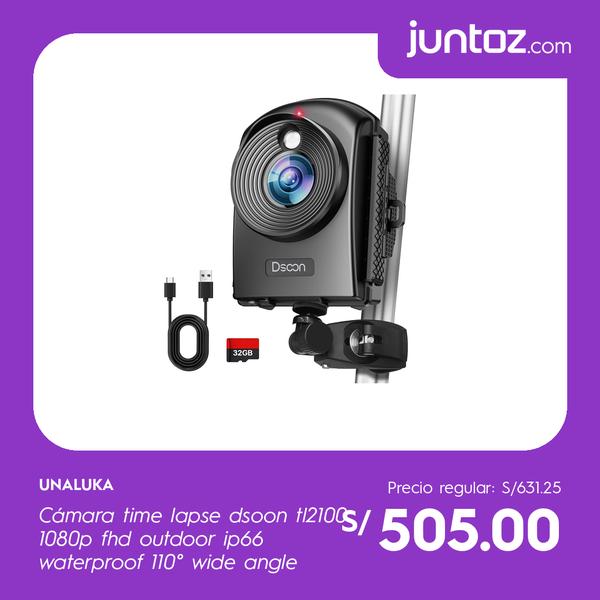 juntoz.com
Dsoon
32GB
UNALUKA
Cámara time lapse dsoon tl2100
1080p fhd outdoor ip66
waterproof 110° wide angle
Precio regular: S/631.25
S/ 505.00